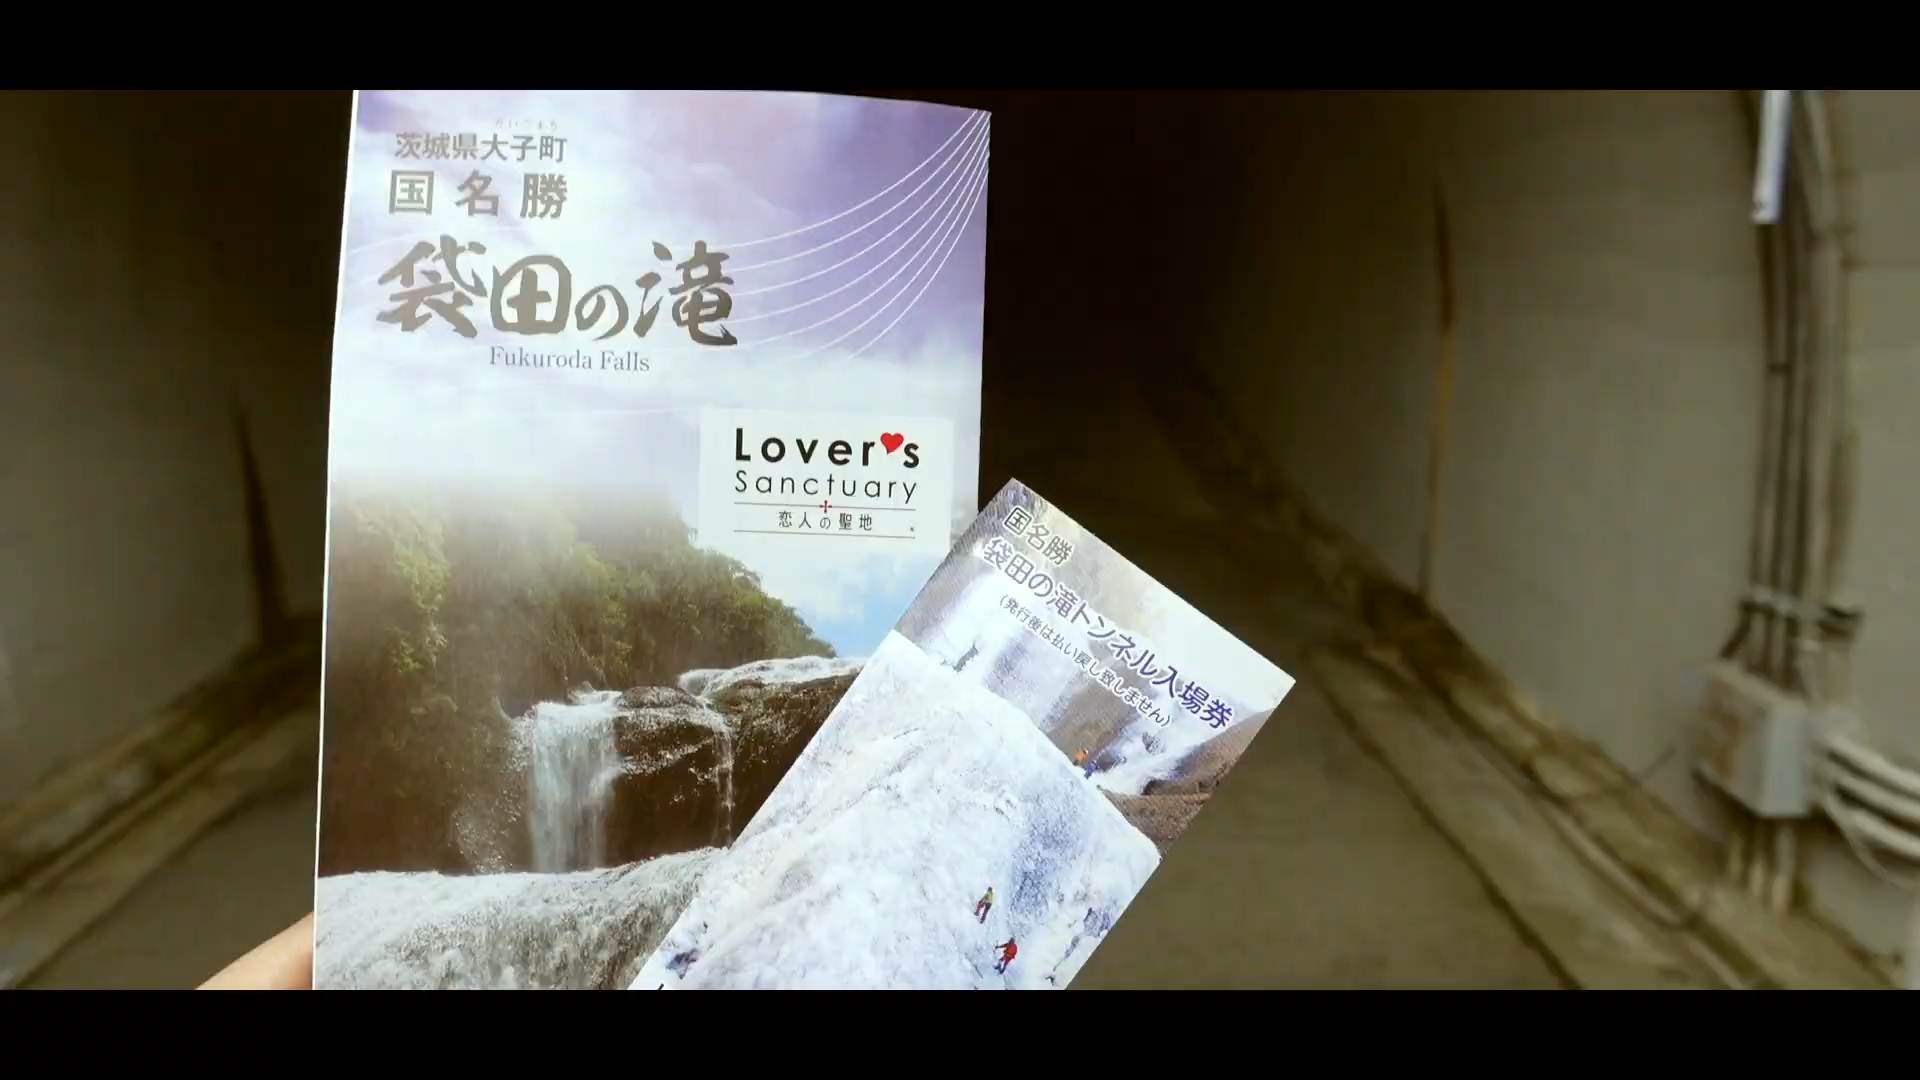 だいごまち
茨城県大子町
国名勝
袋田の滝
Fukuroda Falls
Lover's
Sanctuary
恋人の聖地
国名勝
袋田の滝トンネル入場券
(発行後は払い戻し致しません)